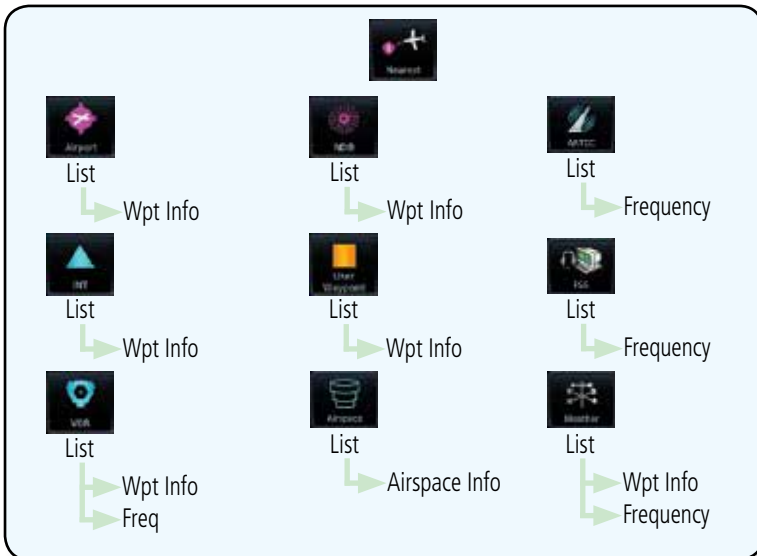 Nearest
Airport
List
Wpt Info
NDB
List
Wpt Info
ARTCC
List
Frequency
INT
List
Wpt Info
User
Waypoint
List
Wpt Info
FSS
List
Frequency
VOR
List
Wpt Info
Freq
Airspace
List
Airspace Info
Weather
List
Wpt Info
Frequency